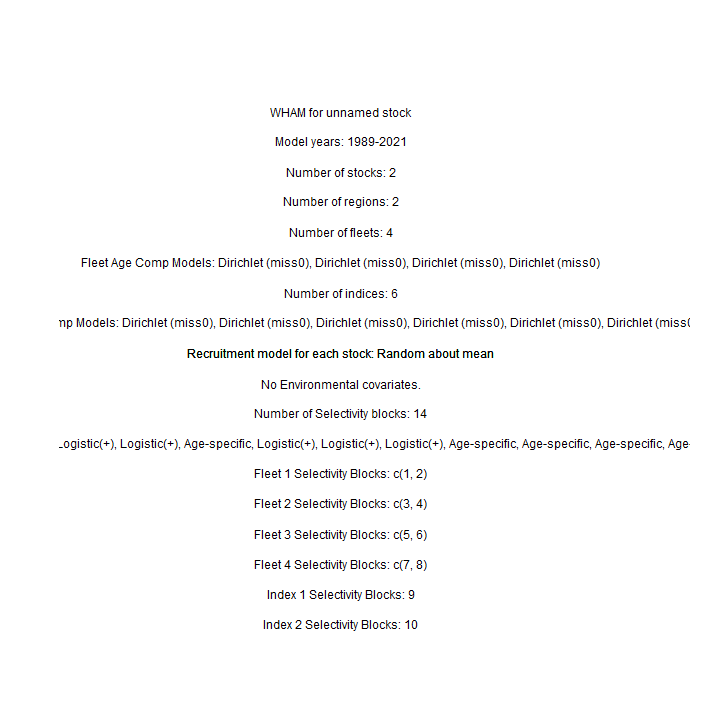 WHAM for unnamed stock
Model years: 1989-2021
Number of stocks: 2
Number of regions: 2
Number of fleets: 4
Fleet Age Comp Models: Dirichlet (miss0), Dirichlet (miss0), Dirichlet (miss0), Dirichlet (miss0)
Number of indices: 6
Models: Dirichlet (miss0), Dirichlet (miss0), Dirichlet (miss0), Dirichlet (miss0), Dirichlet (miss0), Dirichlet
Recruitment model for each stock: Random about mean
No Environmental covariates.
Number of Selectivity blocks: 14
Logistic(+), Logistic(+), Age-specific, Logistic(+), Logistic(+), Logistic(+), Age-specific, Age-specific, Age-specific, Age-
Fleet 1 Selectivity Blocks: c(1, 2)
Fleet 2 Selectivity Blocks: c(3, 4)
Fleet 3 Selectivity Blocks: c(5, 6)
Fleet 4 Selectivity Blocks: c(7, 8)
Index 1 Selectivity Blocks: 9
Index 2 Selectivity Blocks: 10